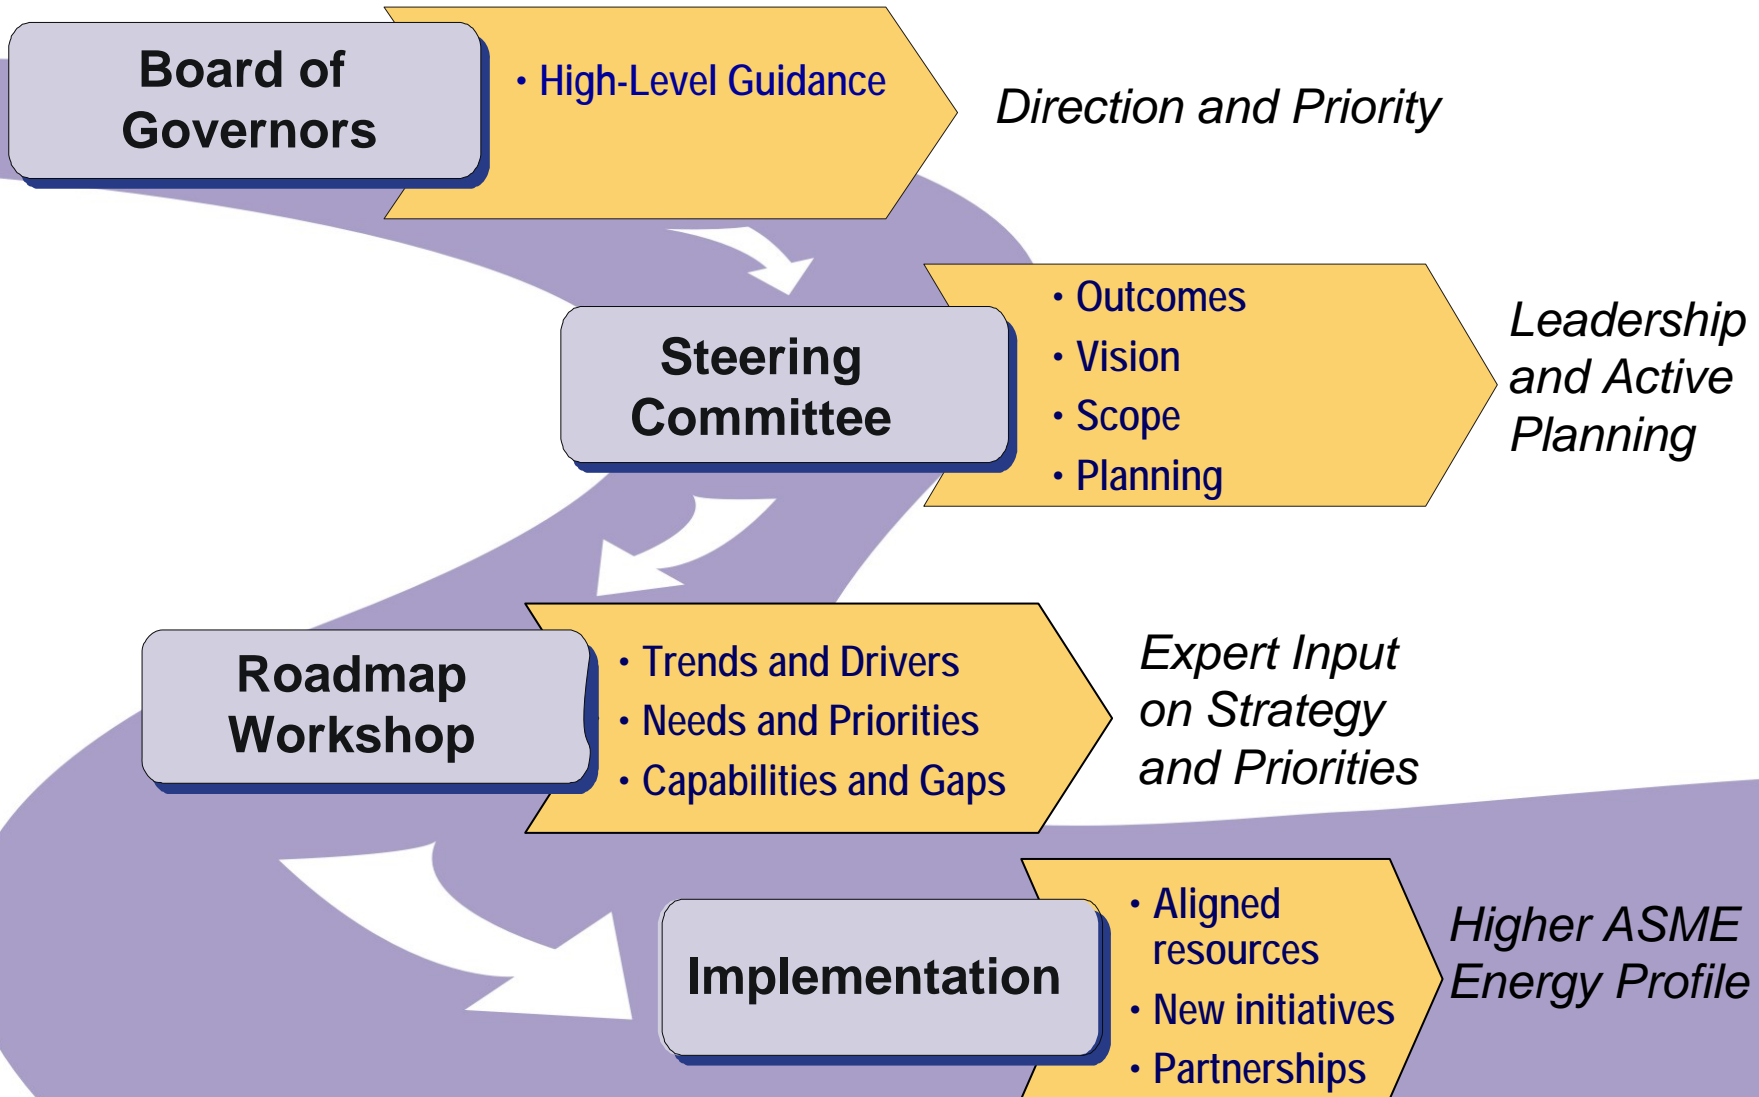 Board of
Governors
• High-Level Guidance
Direction and Priority
Steering
Committee
• Outcomes
• Vision
• Scope
• Planning
Leadership
and Active
Planning
Roadmap
Workshop
• Trends and Drivers
• Needs and Priorities
• Capabilities and Gaps
Expert Input
on Strategy
and Priorities
Implementation
• Aligned
resources
• New initiatives
• Partnerships
Higher ASME
Energy Profile